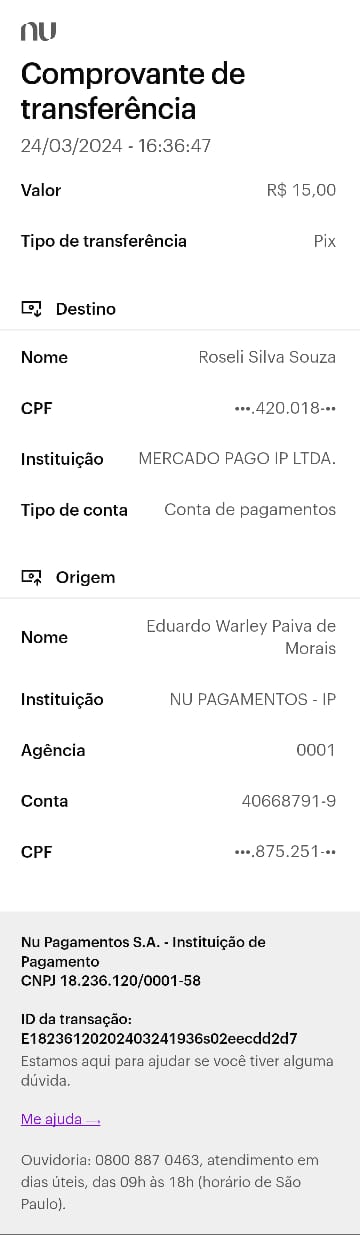 nu
Comprovante de
transferência
24/03/2024 - 16:36:47
Valor R$ 15,00
Tipo de transferência Pix
Destino
Nome Roseli Silva Souza
CPF •••.420.018-••
Instituição MERCADO PAGO IP LTDA.
Tipo de conta Conta de pagamentos
Origem
Nome Eduardo Warley Paiva de
Morais
Instituição NU PAGAMENTOS - IP
Agência 0001
Conta 40668791-9
CPF •••.875.251-••
Nu Pagamentos S.A. - Instituição de
Pagamento
CNPJ 18.236.120/0001-58
ID da transação:
E18236120202403241936s02eecdd2d7
Estamos aqui para ajudar se você tiver alguma
dúvida.
Me ajuda →
Ouvidoria: 0800 887 0463, atendimento em
dias úteis, das 09h às 18h (horário de São
Paulo).